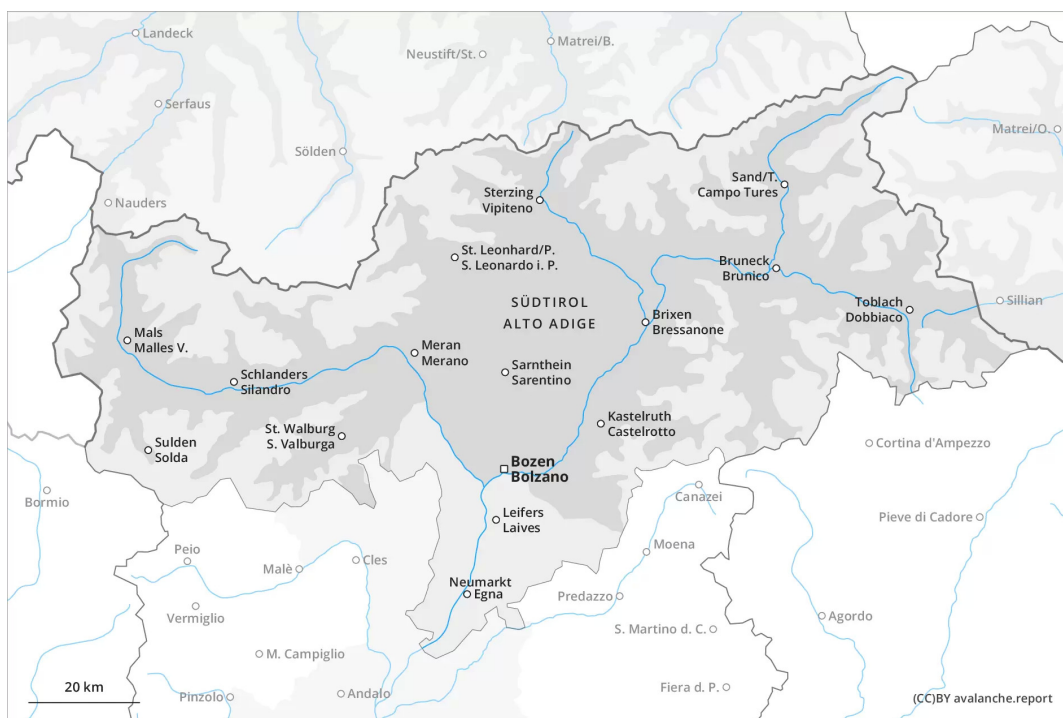 Landeck
Neustift/St.
Matrei/B.
Serfaus
Sölden
Matrei/O.
Nauders
Sterzing
Vipiteno
Sand/T.
Campo Tures
St. Leonhard/P.
S. Leonardo i. P.
Bruneck
Brunico
SÜDTIROL
ALTO ADIGE
Toblach
Dobbiaco
Sillian
Brixen
Bressanone
Mals
Malles V.
Meran
Merano
Sarnthein
Sarentino
Schlanders
Silandro
St. Walburg
S. Valburga
Kastelruth
Castelrotto
Sulden
Solda
Cortina d'Ampezzo
Bozen
Bolzano
Bormio
Canazei
Leifers
Laives
Pieve di Cadore
Peio
Malè
Cles
Moena
Neumarkt
Egna
Predazzo
Vermiglio
Agordo
S. Martino d. C.
M. Campiglio
20 km
Pinzolo
Andalo
Fiera d. P.
(CC)BY avalanche.report